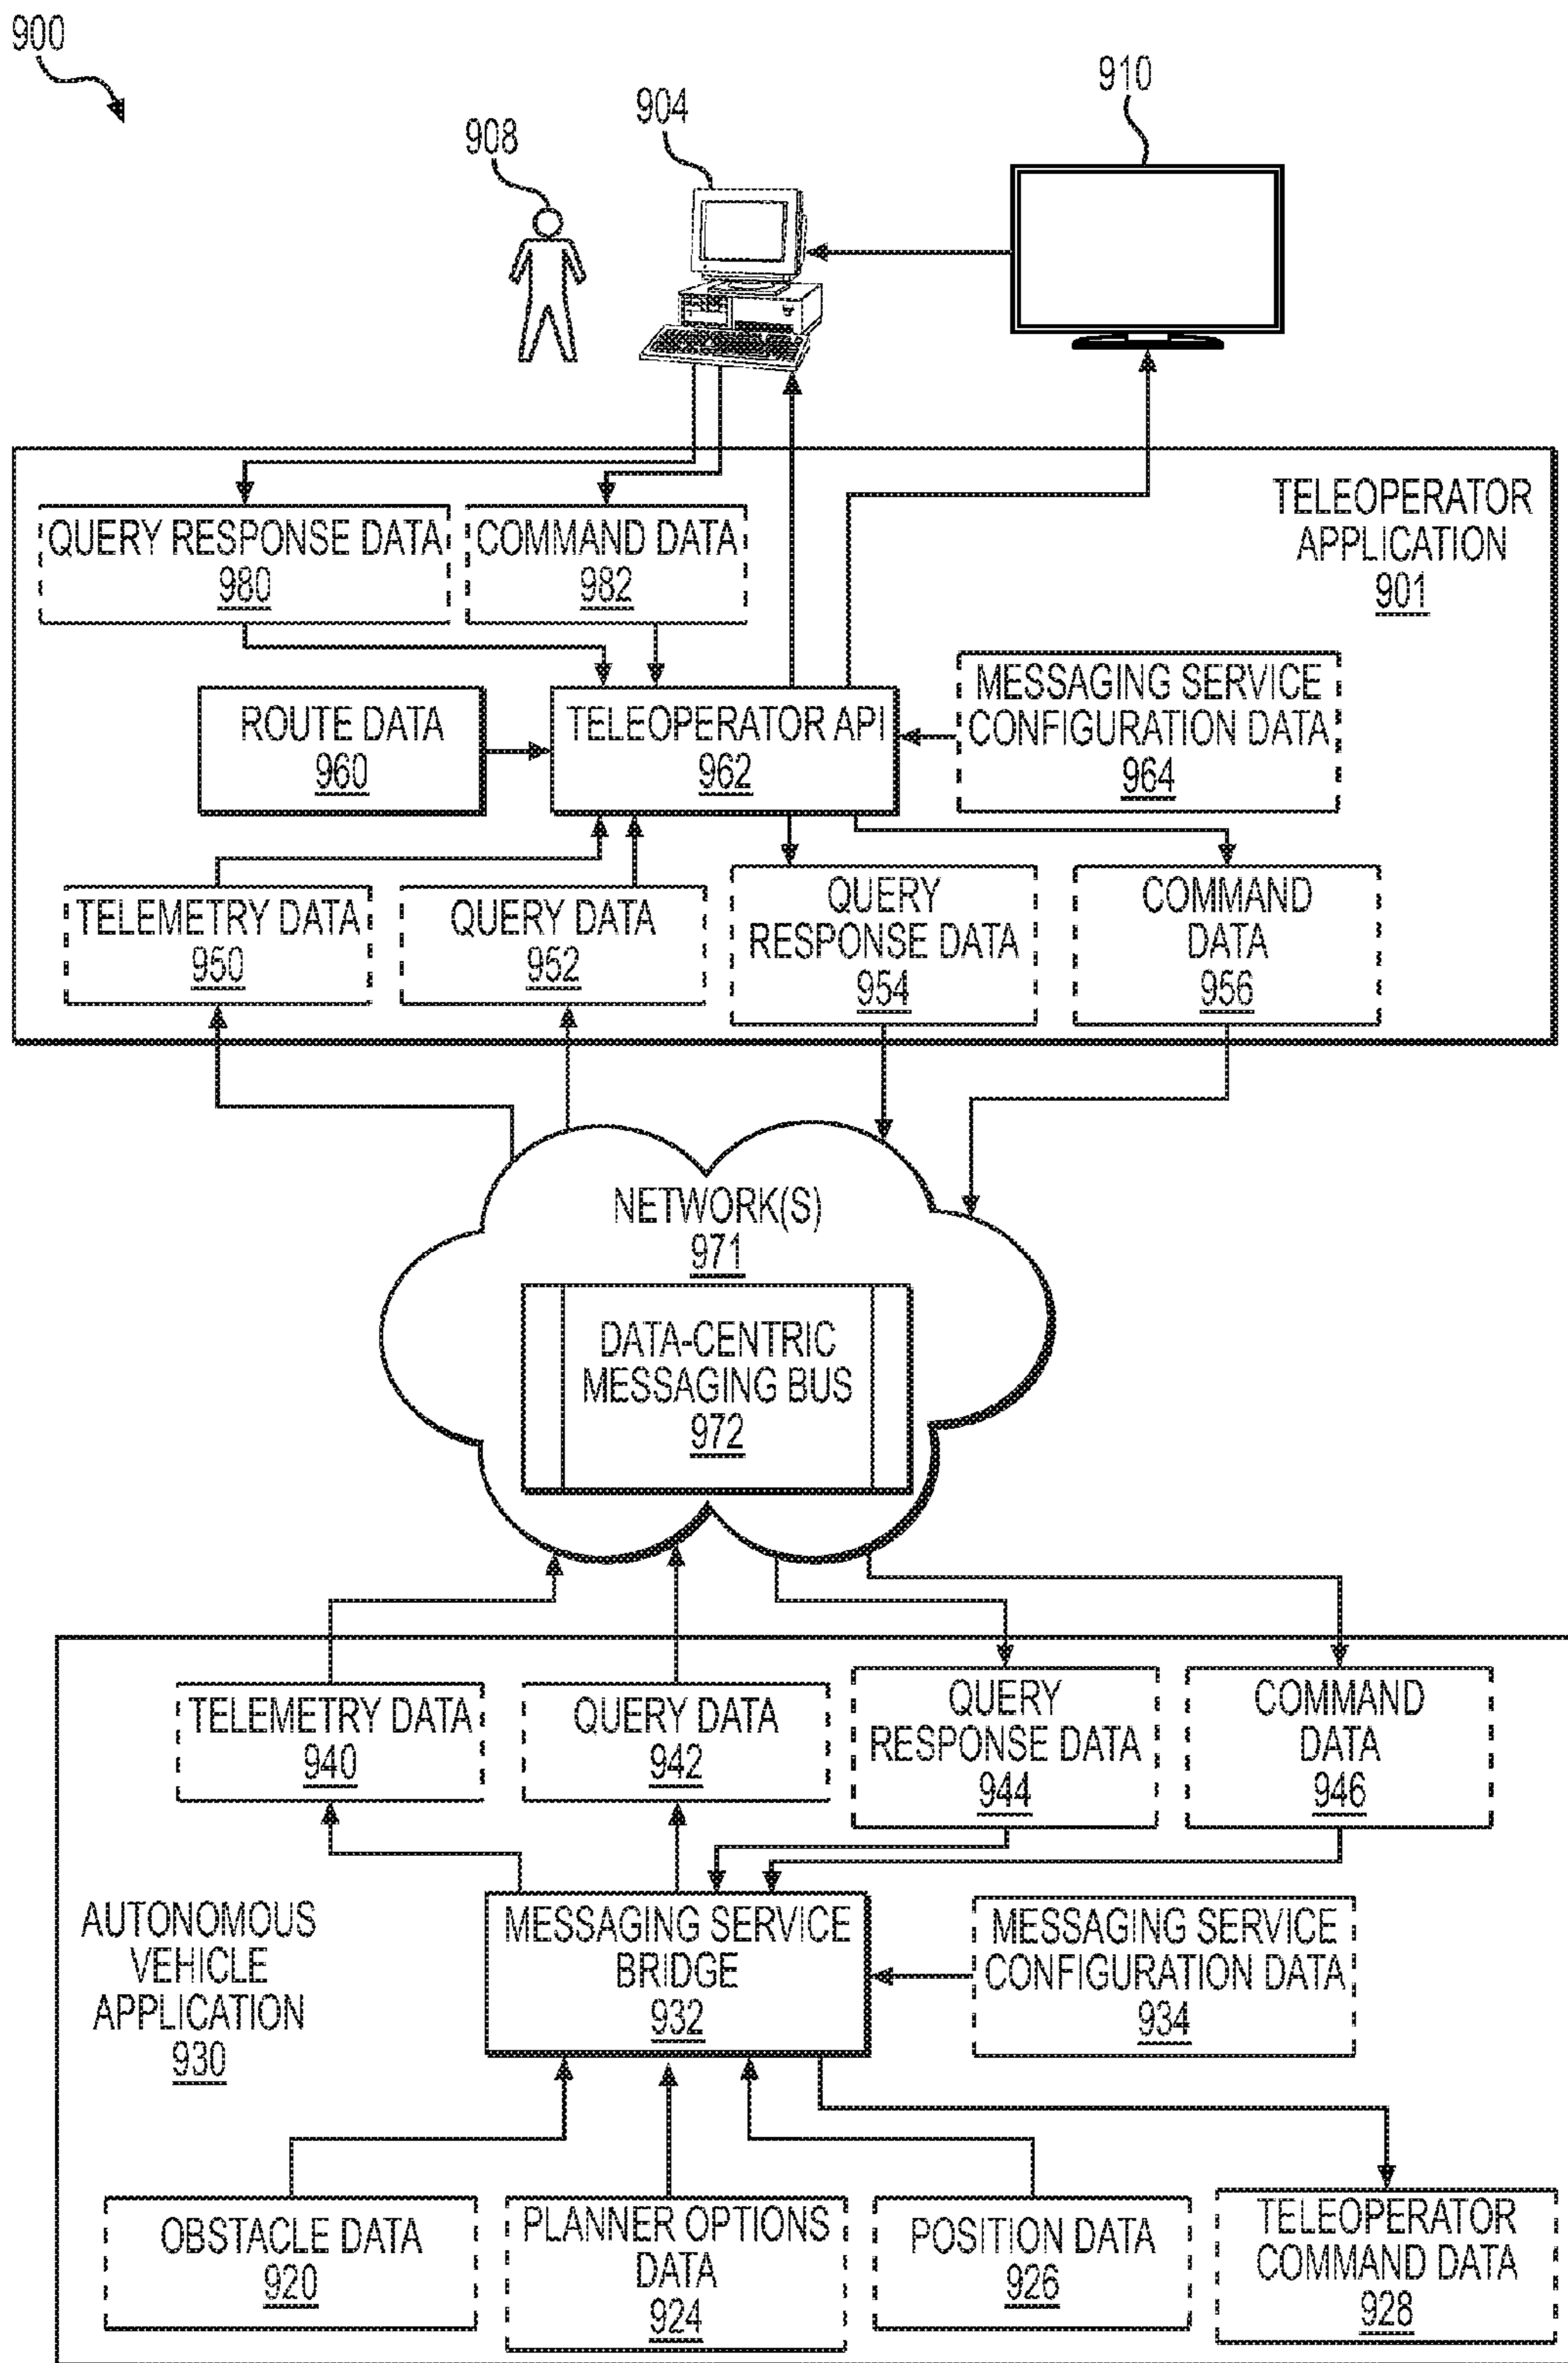 900
908
904
910
QUERY RESPONSE DATA
980
COMMAND DATA
982
TELEOPERATOR
APPLICATION
901
ROUTE DATA
960
TELEOPERATOR API
962
MESSAGING SERVICE
CONFIGURATION DATA
964
TELEMETRY DATA
950
QUERY DATA
952
QUERY
RESPONSE DATA
954
COMMAND
DATA
956
NETWORK(S)
971
DATA-CENTRIC
MESSAGING BUS
972
TELEMETRY DATA
940
QUERY DATA
942
QUERY
RESPONSE DATA
944
COMMAND
DATA
946
AUTONOMOUS
VEHICLE
APPLICATION
930
MESSAGING SERVICE
BRIDGE
932
MESSAGING SERVICE
CONFIGURATION DATA
934
OBSTACLE DATA
920
PLANNER OPTIONS
DATA
924
POSITION DATA
926
TELEOPERATOR
COMMAND DATA
928